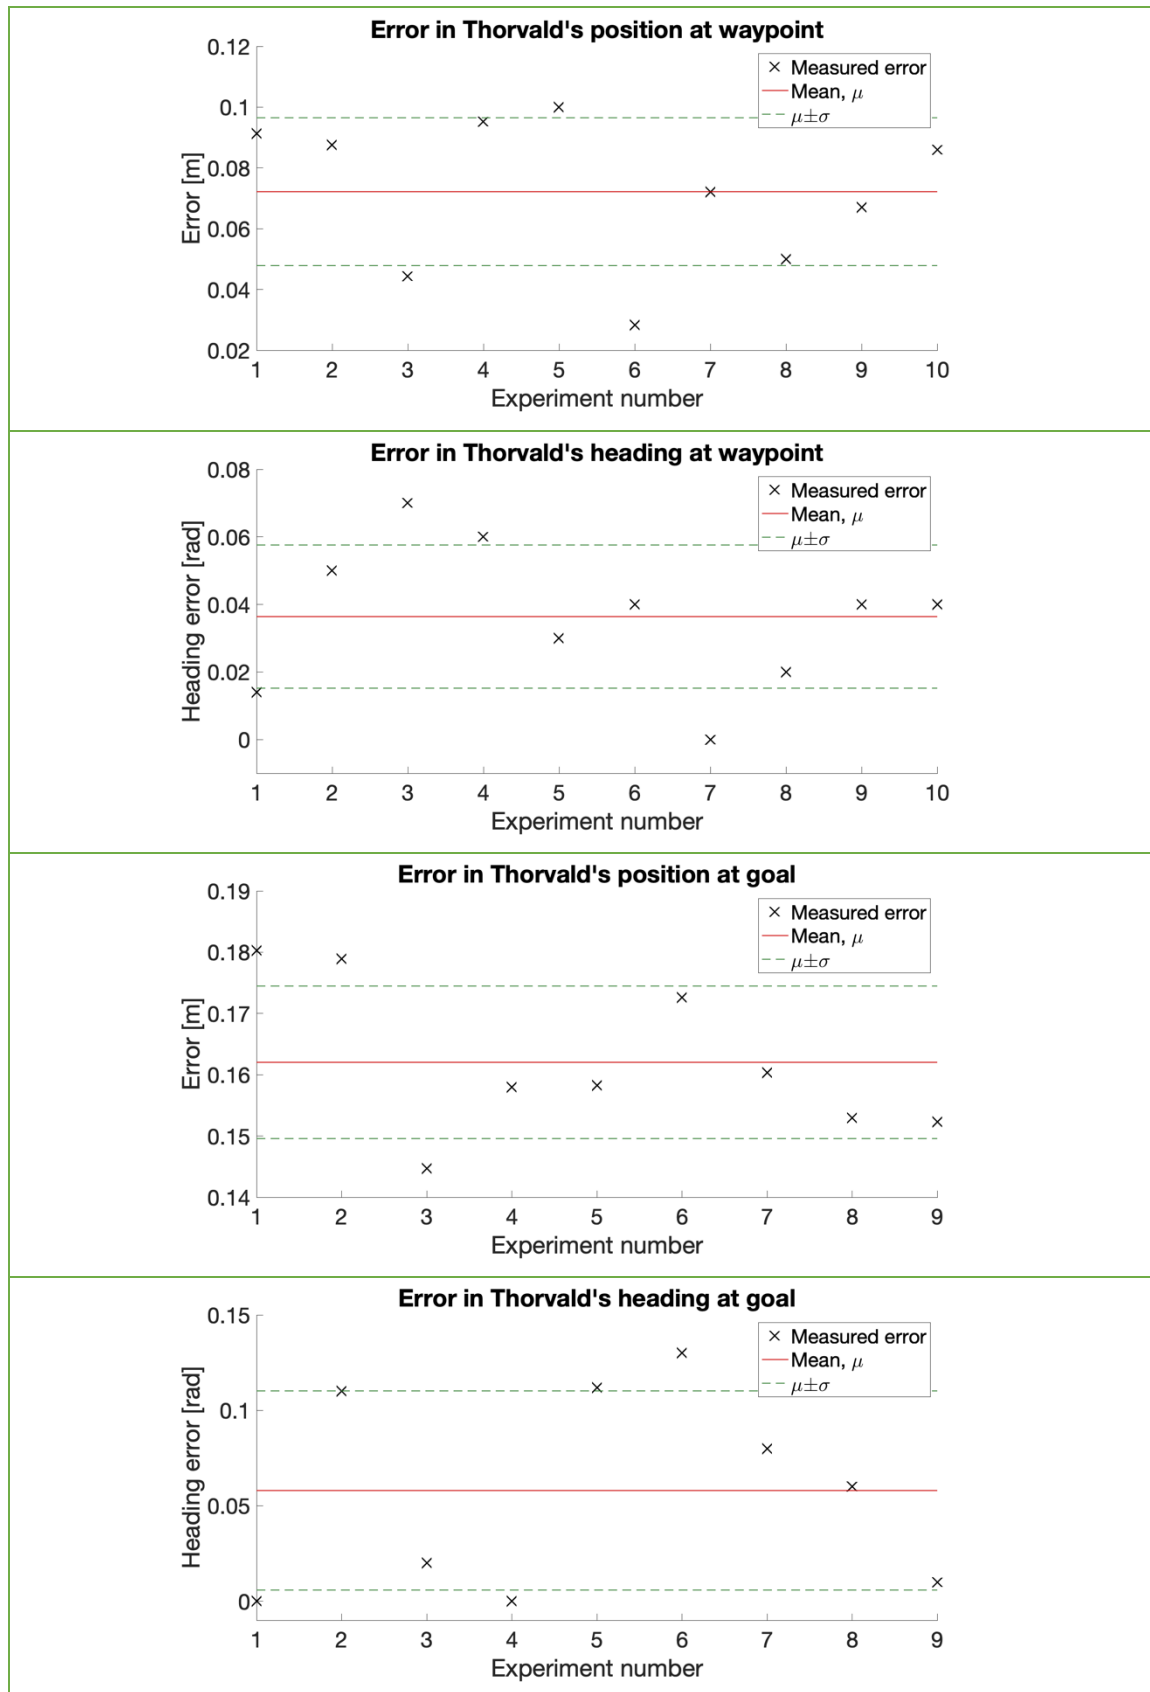 Error in Thorvald's position at waypoint
0.12
0.1
0.08
0.06
0.04
0.02
Error [m]
× Measured error
Mean, μ
μ±σ
1 2 3 4 5 6 7 8 9 10
Experiment number
Error in Thorvald's heading at waypoint
0.08
0.06
0.04
0.02
0
Heading error [rad]
× Measured error
Mean, μ
μ±σ
1 2 3 4 5 6 7 8 9 10
Experiment number
Error in Thorvald's position at goal
0.19
0.18
0.17
0.16
0.15
0.14
Error [m]
× Measured error
Mean, μ
μ±σ
1 2 3 4 5 6 7 8 9
Experiment number
Error in Thorvald's heading at goal
0.15
0.1
0.05
0
Heading error [rad]
× Measured error
Mean, μ
μ±σ
1 2 3 4 5 6 7 8 9
Experiment number